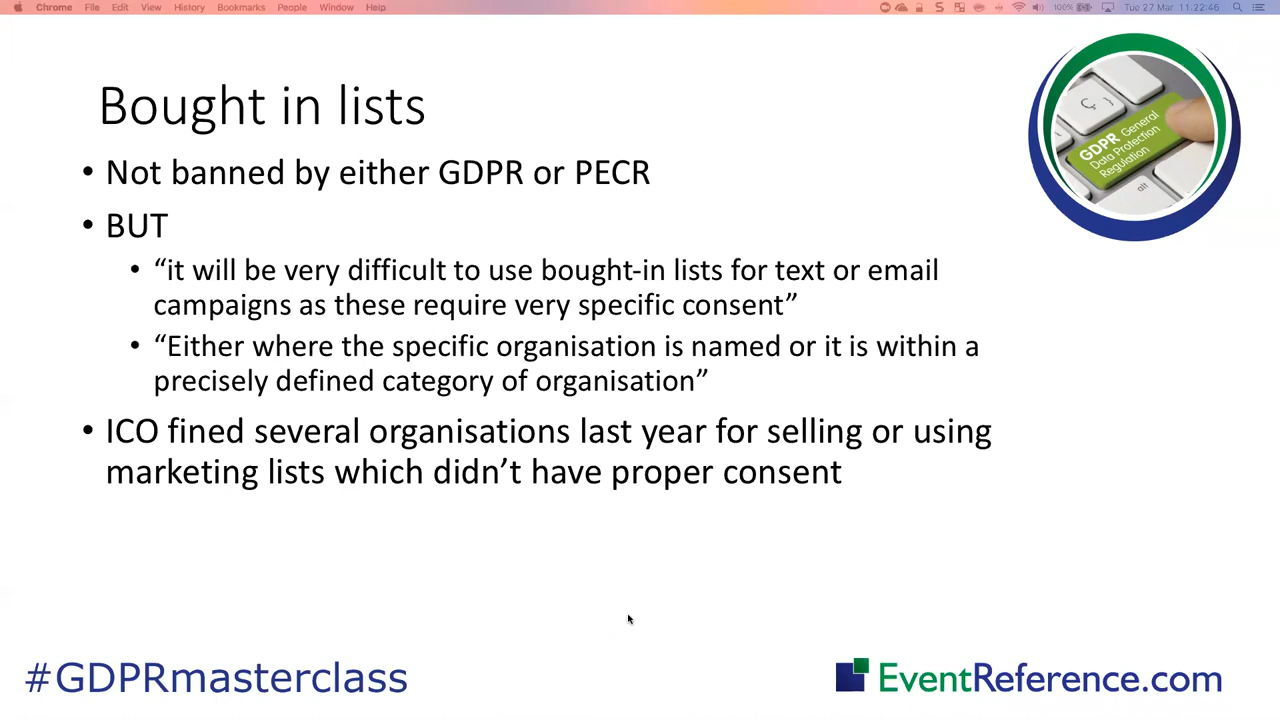 Chrome File Edit View History Bookmarks People Window Help 100% Tue 27 Mar 11:22:46
Bought in lists
• Not banned by either GDPR or PECR
• BUT
• “it will be very difficult to use bought-in lists for text or email
campaigns as these require very specific consent”
• “Either where the specific organisation is named or it is within a
precisely defined category of organisation”
• ICO fined several organisations last year for selling or using
marketing lists which didn’t have proper consent
Ç
GDPR General
Data Protection
Regulation
alt
#GDPRmasterclass
EventReference.com